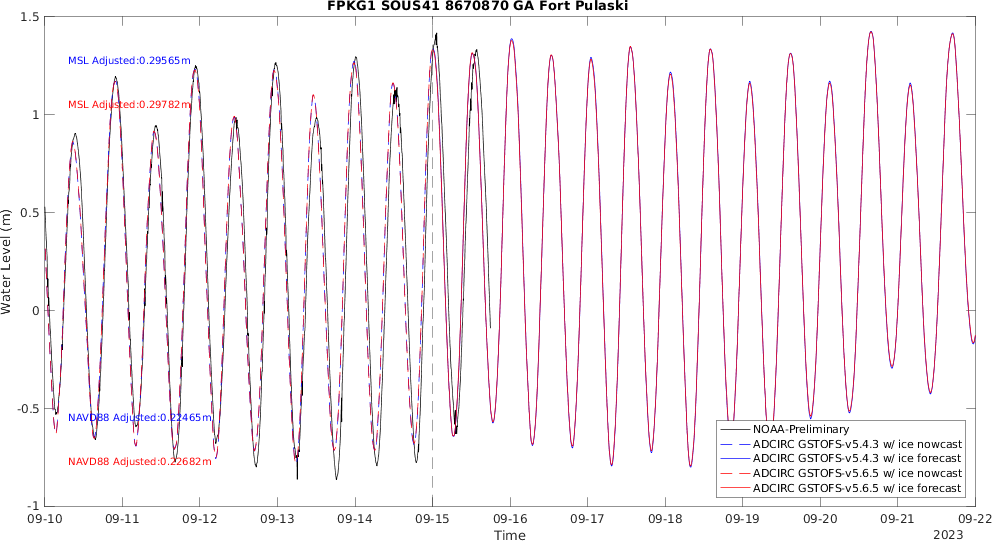 FPKG1 SOUS41 8670870 GA Fort Pulaski
1.5
1
0.5
0
-0.5
-1
Water Level (m)
MSL Adjusted:0.29565m
MSL Adjusted:0.29782m
NAVD88 Adjusted:0.22465m
NAVD88 Adjusted:0.22682m
NOAA-Preliminary
ADCIRC GSTOFS-v5.4.3 w/ ice nowcast
ADCIRC GSTOFS-v5.4.3 w/ ice forecast
ADCIRC GSTOFS-v5.6.5 w/ ice nowcast
ADCIRC GSTOFS-v5.6.5 w/ ice forecast
09-10 09-11 09-12 09-13 09-14 09-15 09-16 09-17 09-18 09-19 09-20 09-21 09-22
Time
2023